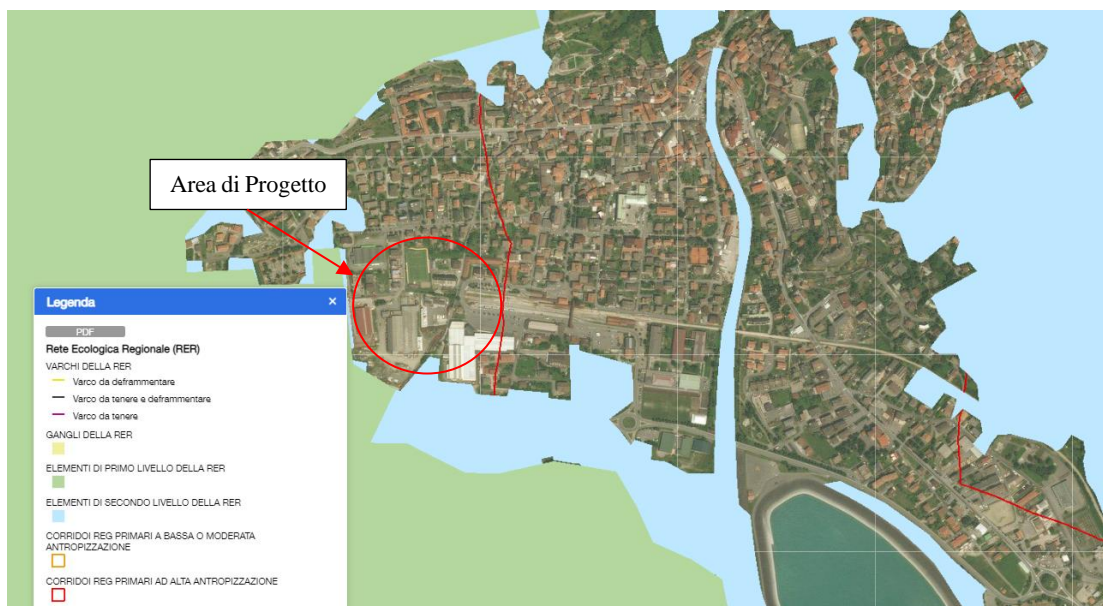 Area di Progetto
Legenda ×
PDF
Rete Ecologica Regionale (RER)
VARCHI DELLA RER
Varco da deframmentare
Varco da tenere e deframmentare
Varco da tenere
GANGLI DELLA RER
ELEMENTI DI PRIMO LIVELLO DELLA RER
ELEMENTI DI SECONDO LIVELLO DELLA RER
CORRIDOI REG PRIMARI A BASSA O MODERATA
ANTROPIZZAZIONE
CORRIDOI REG PRIMARI AD ALTA ANTROPIZZAZIONE